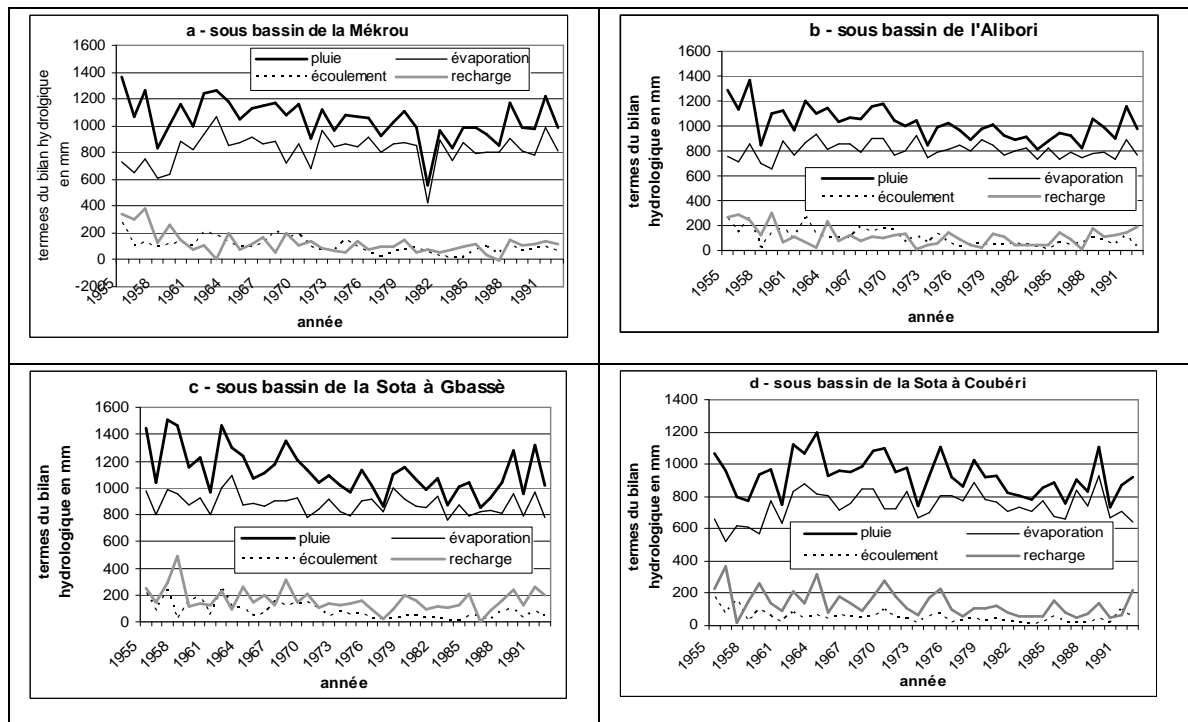 a - sous bassin de la Mékrou
termees du bilan hydrolgique
en mm
1600
1400
1200
1000
800
600
400
200
0
-200
pluie
évaporation
écoulement
recharge
1955
1958
1961
1964
1967
1970
1973
1976
1979
1982
1985
1988
1991
année
b - sous bassin de l'Alibori
termes du bilan
hydrologique en mm
1600
1400
1200
1000
800
600
400
200
0
pluie
évaporation
écoulement
recharge
1955
1958
1961
1964
1967
1970
1973
1976
1979
1982
1985
1988
1991
année
c - sous bassin de la Sota à Gbassè
termes du bilan
hydrologique en mm
1600
1400
1200
1000
800
600
400
200
0
pluie
évaporation
écoulement
recharge
1955
1958
1961
1964
1967
1970
1973
1976
1979
1982
1985
1988
1991
année
d - sous bassin de la Sota à Coubéri
termes du bilan
hydrologique en mm
1400
1200
1000
800
600
400
200
0
pluie
évaporation
écoulement
recharge
1955
1958
1961
1964
1967
1970
1973
1976
1979
1982
1985
1988
1991
année